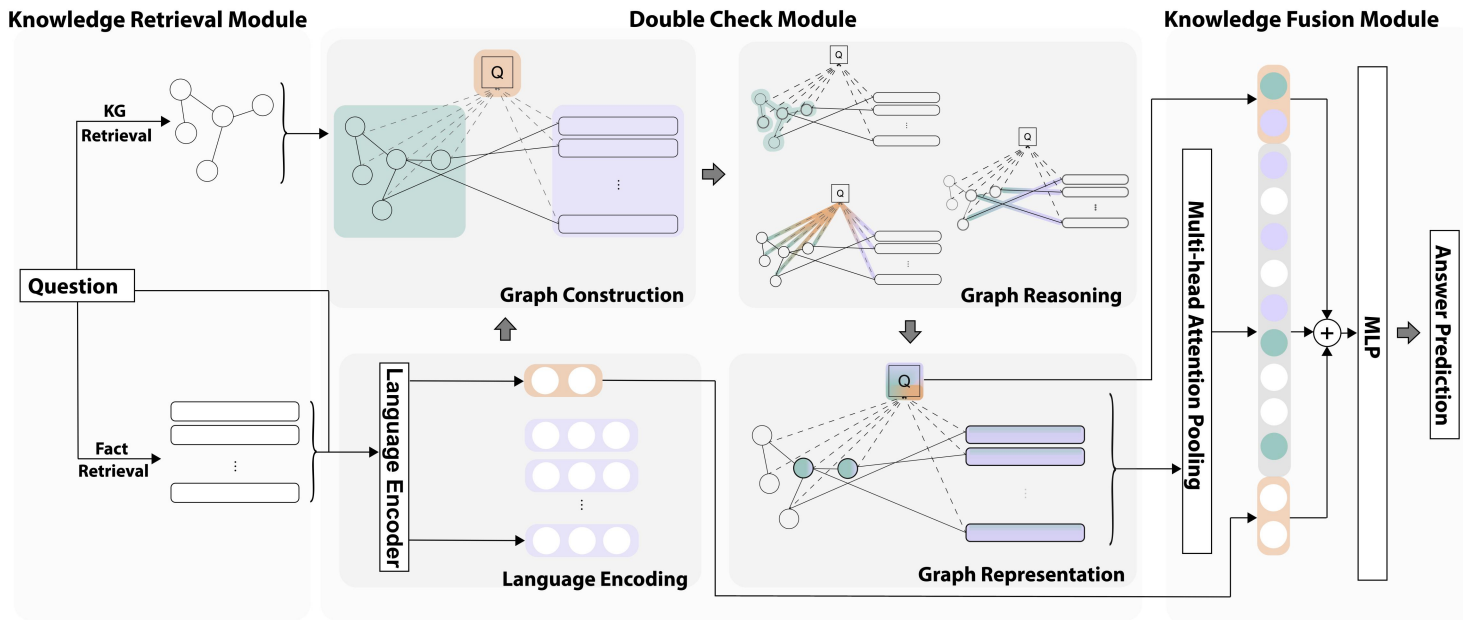 Knowledge Retrieval Module
Double Check Module
Knowledge Fusion Module
KG
Retrieval
Question
Fact
Retrieval
Q
Graph Construction
Q
Q
Q
Graph Reasoning
Language Encoder
Language Encoding
Q
Graph Representation
Multi-head Attention Pooling
+
MLP
Answer Prediction